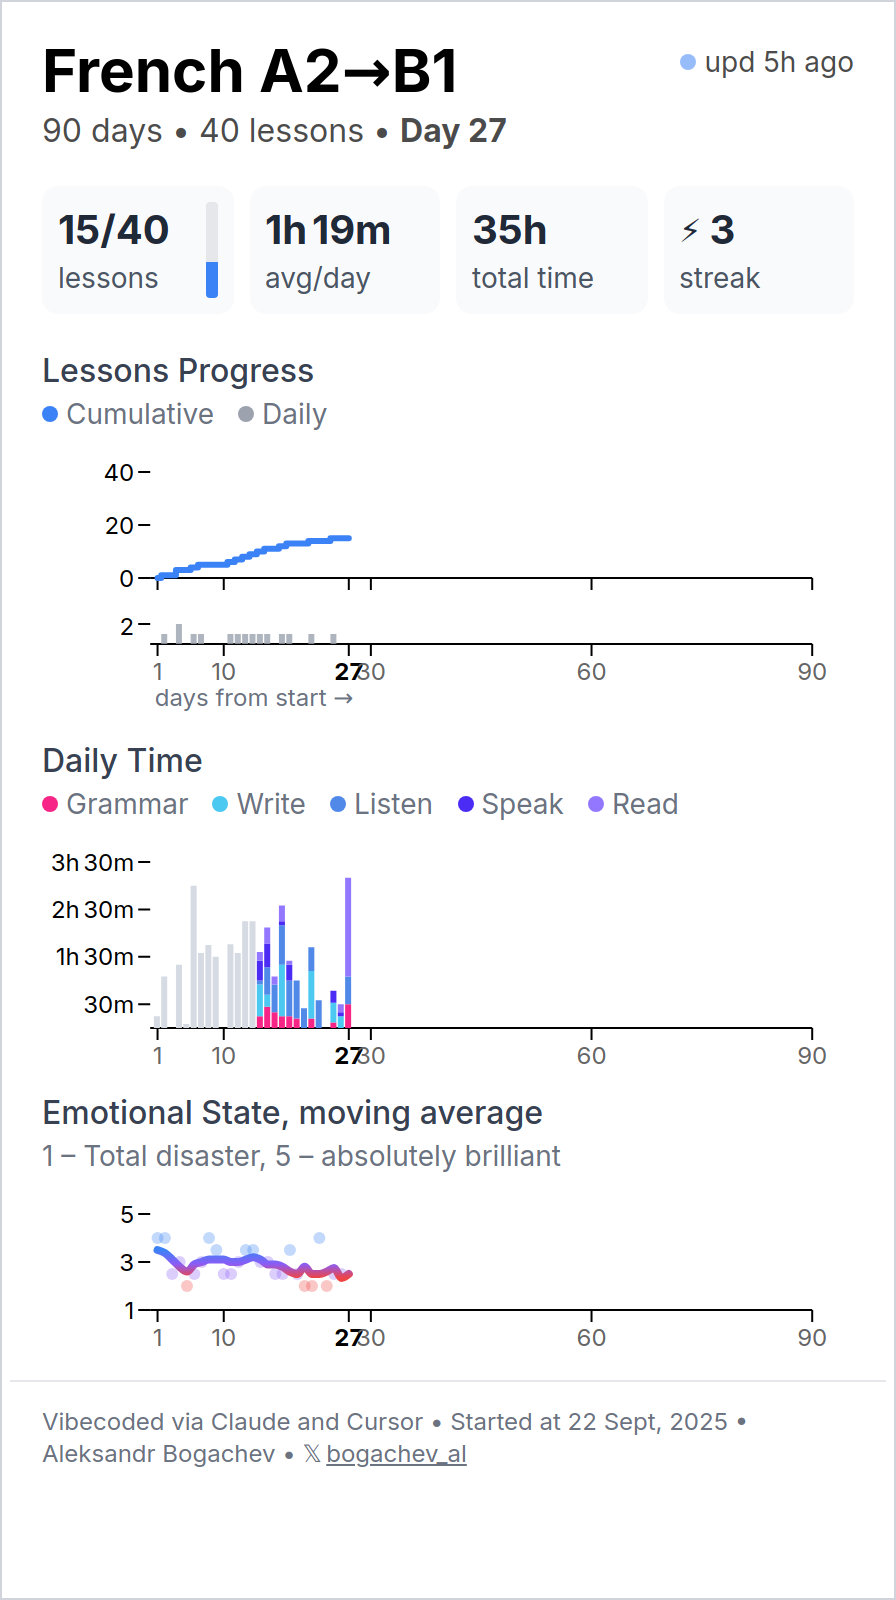 French A2→B1
upd 5h ago
90 days • 40 lessons • Day 27
15/40
lessons
1h 19m
avg/day
35h
total time
⚡ 3
streak
Lessons Progress
Cumulative Daily
40
20
0
2
1 10 27 30 60 90
days from start →
Daily Time
Grammar Write Listen Speak Read
3h 30m
2h 30m
1h 30m
30m
1 10 27 30 60 90
Emotional State, moving average
1 – Total disaster, 5 – absolutely brilliant
5
3
1
1 10 27 30 60 90
Vibecoded via Claude and Cursor • Started at 22 Sept, 2025 •
Aleksandr Bogachev • 𝕏 bogachev_al